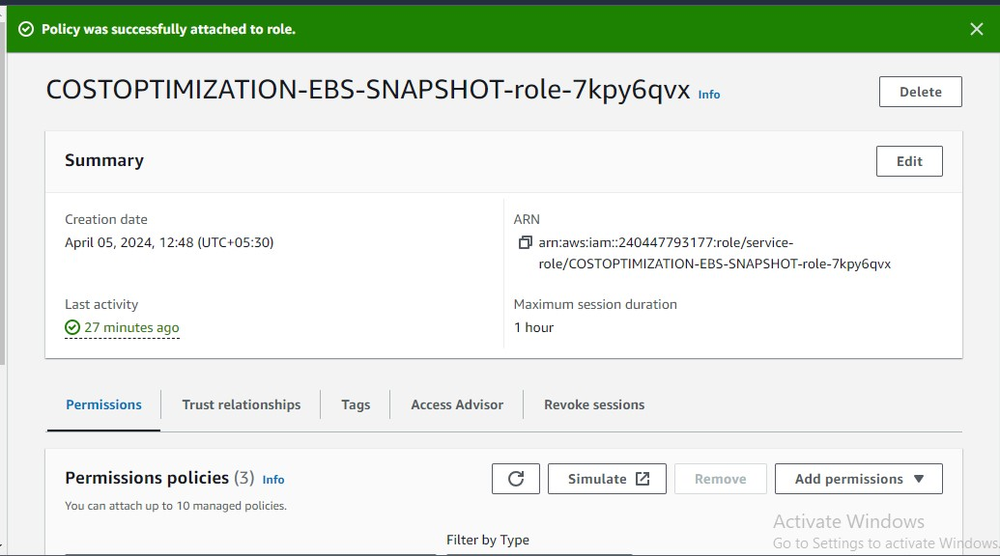 Policy was successfully attached to role.
COSTOPTIMIZATION-EBS-SNAPSHOT-role-7kpy6qvx Info
Delete
Summary
Edit
Creation date
April 05, 2024, 12:48 (UTC+05:30)
ARN
arn:aws:iam::240447793177:role/service-
role/COSTOPTIMIZATION-EBS-SNAPSHOT-role-7kpy6qvx
Last activity
27 minutes ago
Maximum session duration
1 hour
Permissions Trust relationships Tags Access Advisor Revoke sessions
Permissions policies (3) Info
You can attach up to 10 managed policies.
Simulate Remove Add permissions
Filter by Type
Activate Windows
Go to Settings to activate Windows